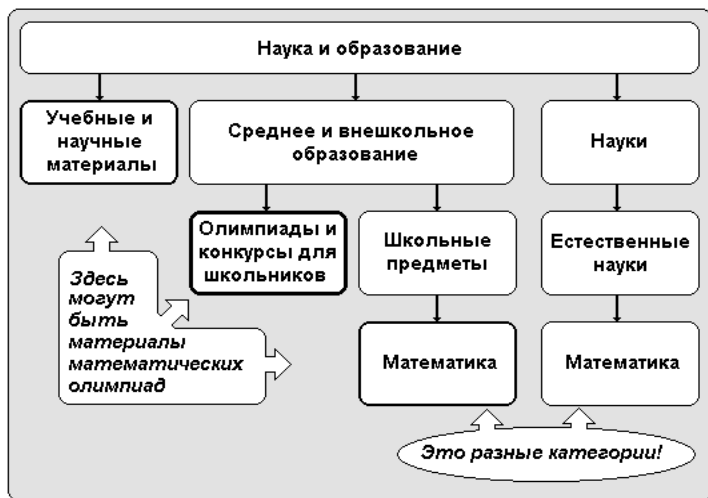 Наука и образование
Учебные и
научные
материалы
Среднее и внешкольное
образование
Науки
Олимпиады и
конкурсы для
школьников
Школьные
предметы
Естественные
науки
Здесь
могут
быть
материалы
математических
олимпиад
Математика
Математика
Это разные категории!